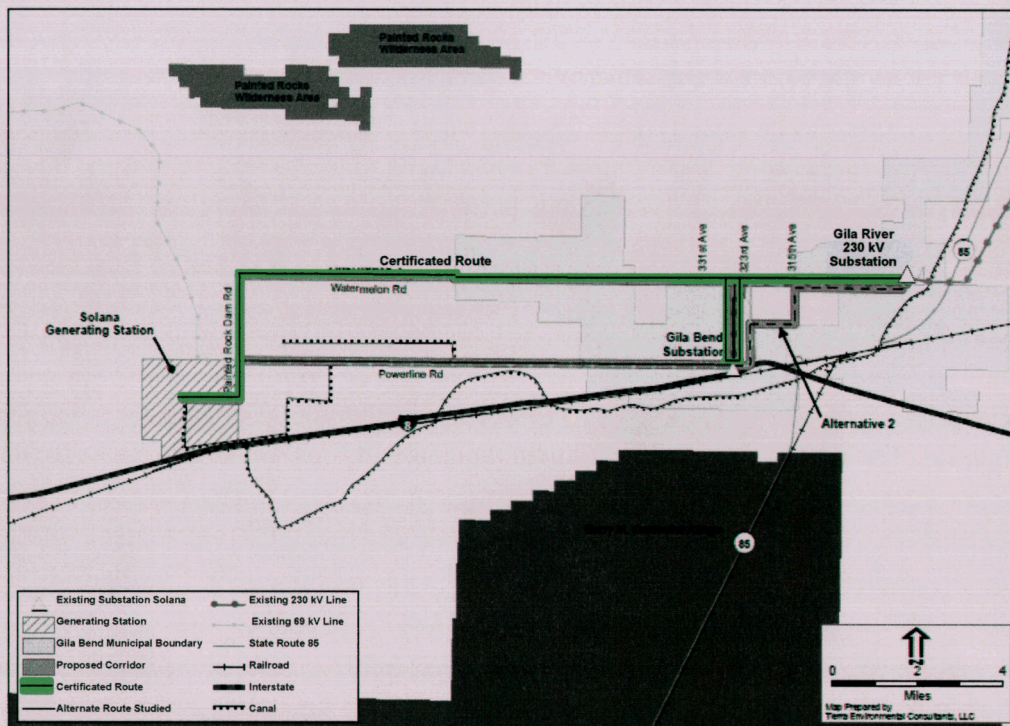 Painted Rocks
Wilderness Area
Painted Rocks
Wilderness Area
Gila River
230 kV
Substation
85
331st Ave
323rd Ave
315th Ave
Certificated Route
Watermelon Rd
Solana
Generating Station
Painted Rock Dam Rd
Gila Bend
Substation
Powerline Rd
8
Alternative 2
85
Existing Substation Solana
Generating Station
Gila Bend Municipal Boundary
Proposed Corridor
Certificated Route
Alternate Route Studied
Existing 230 kV Line
Existing 69 kV Line
State Route 85
Railroad
Interstate
Canal
N
0 2 4
Miles
Map Prepared by
Tierra Environmental Consultants, LLC